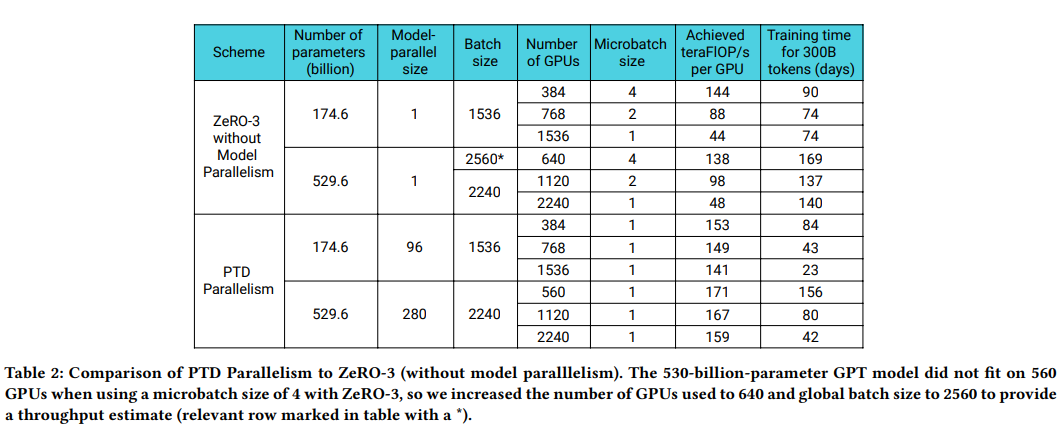 Scheme Number of parameters (billion) Model-parallel size Batch size Number of GPUs Microbatch size Achieved teraFlOP/s per GPU Training time for 300B tokens (days)
ZeRO-3 without Model Parallelism 174.6 1 1536 384 4 144 90
768 2 88 74
1536 1 44 74
529.6 1 2560* 640 4 138 169
2240 1120 2 98 137
2240 1 48 140
PTD Parallelism 174.6 96 1536 384 1 153 84
768 1 149 43
1536 1 141 23
529.6 280 2240 560 1 171 156
1120 1 167 80
2240 1 159 42
Table 2: Comparison of PTD Parallelism to ZeRO-3 (without model paralllelism). The 530-billion-parameter GPT model did not fit on 560
GPUs when using a microbatch size of 4 with ZeRO-3, so we increased the number of GPUs used to 640 and global batch size to 2560 to provide
a throughput estimate (relevant row marked in table with a *).